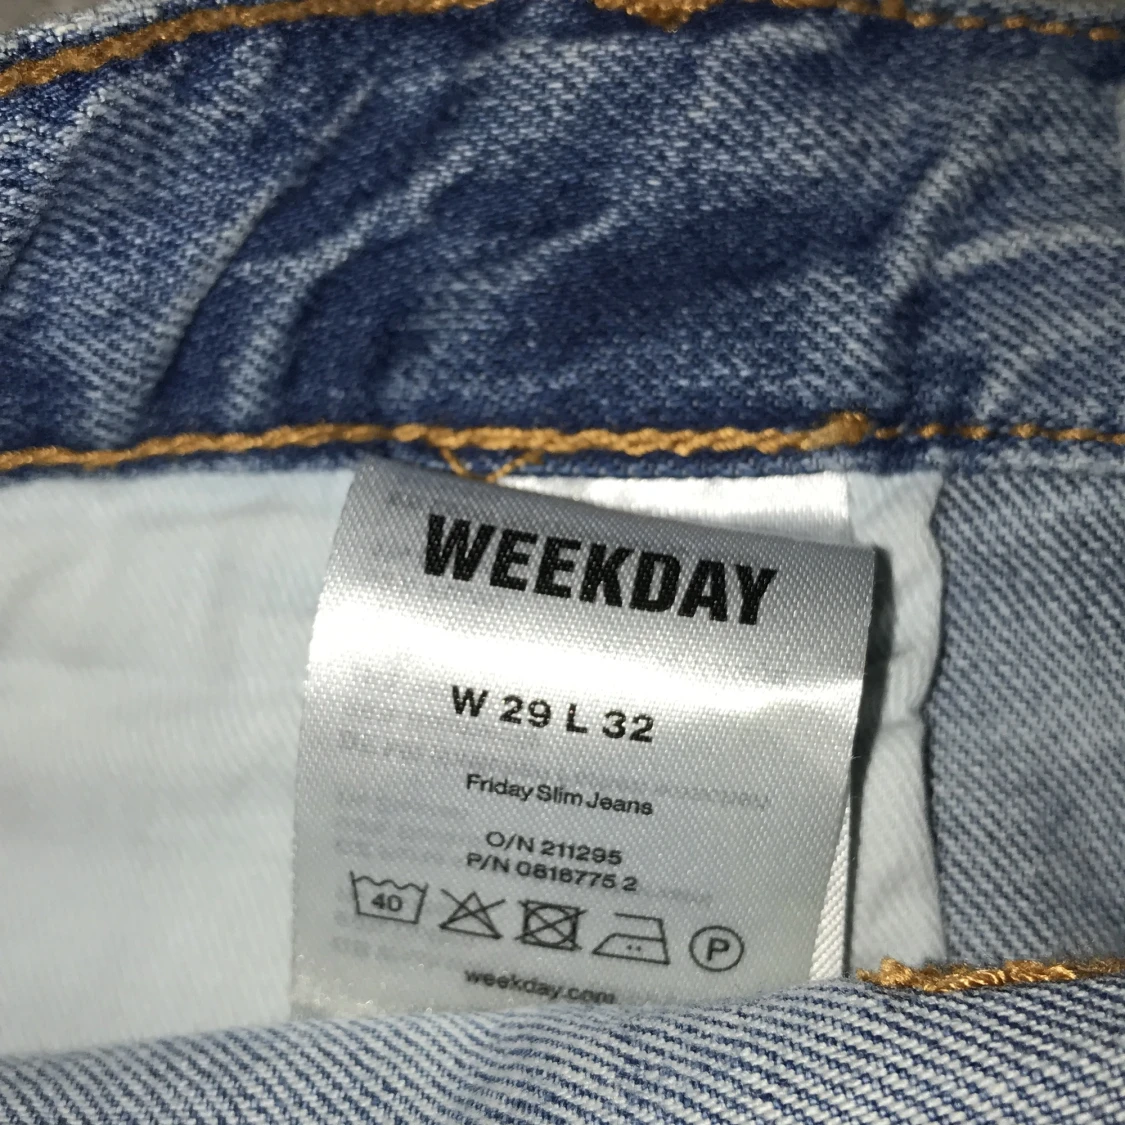 WEEKDAY
W 29 L 32
Friday Slim Jeans
O/N 211295
P/N 0816775 2
40
P
weekday.com